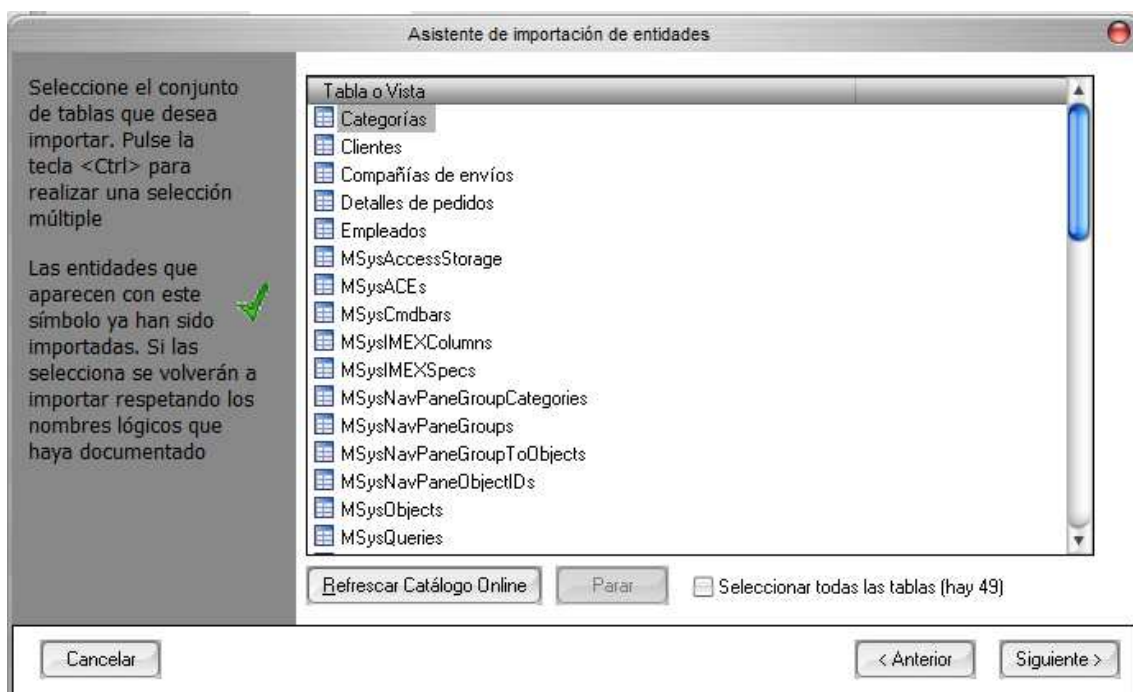 Asistente de importación de entidades
Seleccione el conjunto
de tablas que desea
importar. Pulse la
tecla <Ctrl> para
realizar una selección
múltiple
Las entidades que
aparecen con este
símbolo ya han sido
importadas. Si las
selecciona se volverán a
importar respetando los
nombres lógicos que
haya documentado
Tabla o Vista
Categorías
Clientes
Compañías de envíos
Detalles de pedidos
Empleados
MSysAccessStorage
MSysACEs
MSysCmdbars
MSysIMEXColumns
MSysIMEXSpecs
MSysNavPaneGroupCategories
MSysNavPaneGroups
MSysNavPaneGroupToObjects
MSysNavPaneObjectIDs
MSysObjects
MSysQueries
Refrescar Catálogo Online
Parar
Seleccionar todas las tablas (hay 49)
Cancelar
< Anterior
Siguiente >